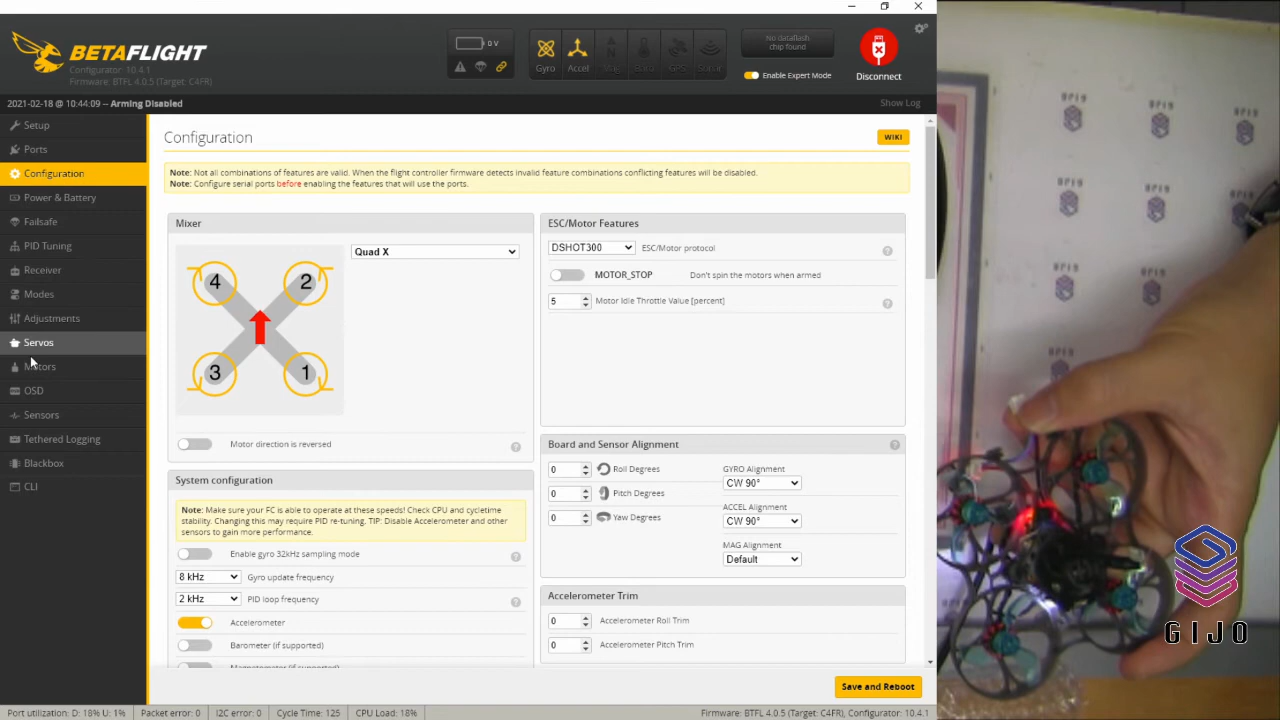 BETAFLIGHT
Configurator: 10.4.1
Firmware: BTFL 4.0.5 (Target: C4FR)
0 V
Gyro
Accel
Mag
Baro
GPS
Sonar
No dataflash
chip found
Enable Expert Mode
Disconnect
2021-02-18 @ 10:44:09 -- Arming Disabled
Show Log
Setup
Ports
Configuration
Power & Battery
Failsafe
PID Tuning
Receiver
Modes
Adjustments
Servos
Motors
OSD
Sensors
Tethered Logging
Blackbox
CLI
Configuration
WIKI
Note: Not all combinations of features are valid. When the flight controller firmware detects invalid feature combinations conflicting features will be disabled.
Note: Configure serial ports before enabling the features that will use the ports.
Mixer
Quad X
4
2
3
1
Motor direction is reversed
?
System configuration
Note: Make sure your FC is able to operate at these speeds! Check CPU and cycletime
stability. Changing this may require PID re-tuning. TIP: Disable Accelerometer and other
sensors to gain more performance.
Enable gyro 32kHz sampling mode
?
8 kHz
Gyro update frequency
2 kHz
PID loop frequency
?
Accelerometer
Barometer (if supported)
Magnetometer (if supported)
ESC/Motor Features
DSHOT300
ESC/Motor protocol
?
MOTOR_STOP
Don't spin the motors when armed
5
Motor Idle Throttle Value [percent]
?
Board and Sensor Alignment
?
0
Roll Degrees
0
Pitch Degrees
0
Yaw Degrees
GYRO Alignment
CW 90°
ACCEL Alignment
CW 90°
MAG Alignment
Default
Accelerometer Trim
0
Accelerometer Roll Trim
0
Accelerometer Pitch Trim
Save and Reboot
Port utilization: D: 18% U: 1%
Packet error: 0
I2C error: 0
Cycle Time: 125
CPU Load: 18%
Firmware: BTFL 4.0.5 (Target: C4FR), Configurator: 10.4.1
GIJO